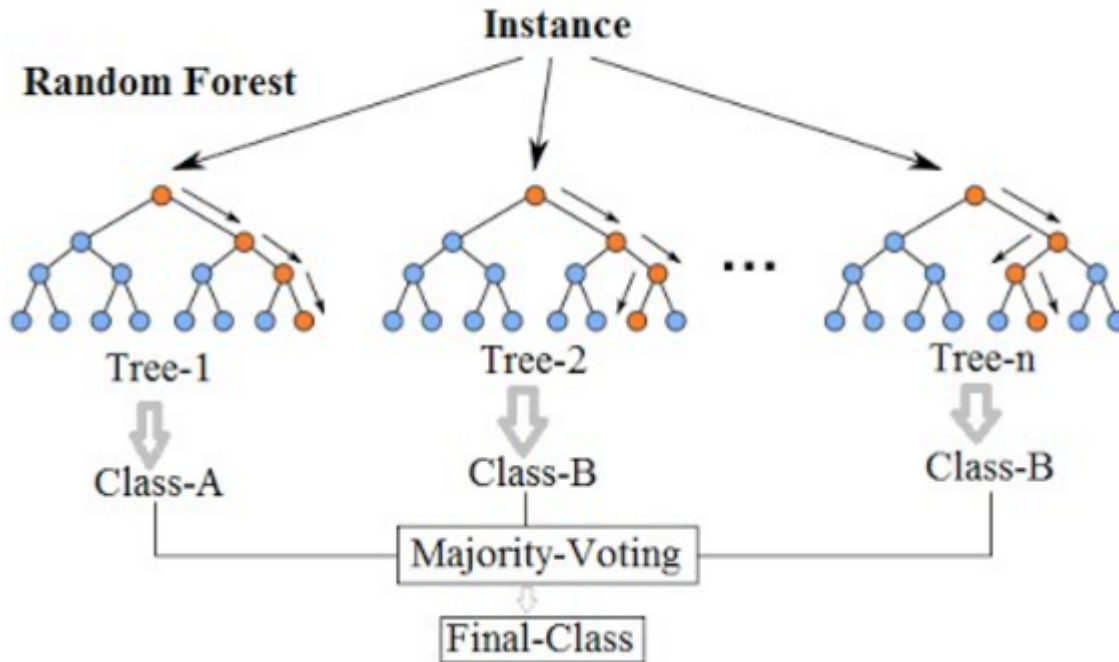 Instance
Random Forest
...
Tree-1
Tree-2
Tree-n
Class-A
Class-B
Class-B
Majority-Voting
Final-Class